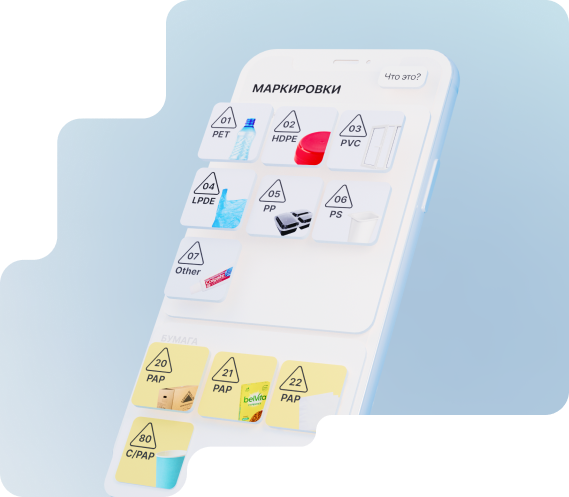 Что это?
МАРКИРОВКИ
01
PET
02
HDPE
03
PVC
04
LPDE
05
PP
06
PS
07
Other
БУМАГА
20
PAP
21
PAP
belVita
22
PAP
80
C/PAP